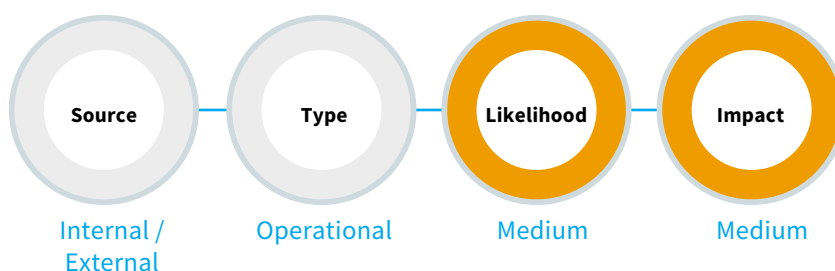 Source
Type
Likelihood
Impact
Internal /
External
Operational
Medium
Medium